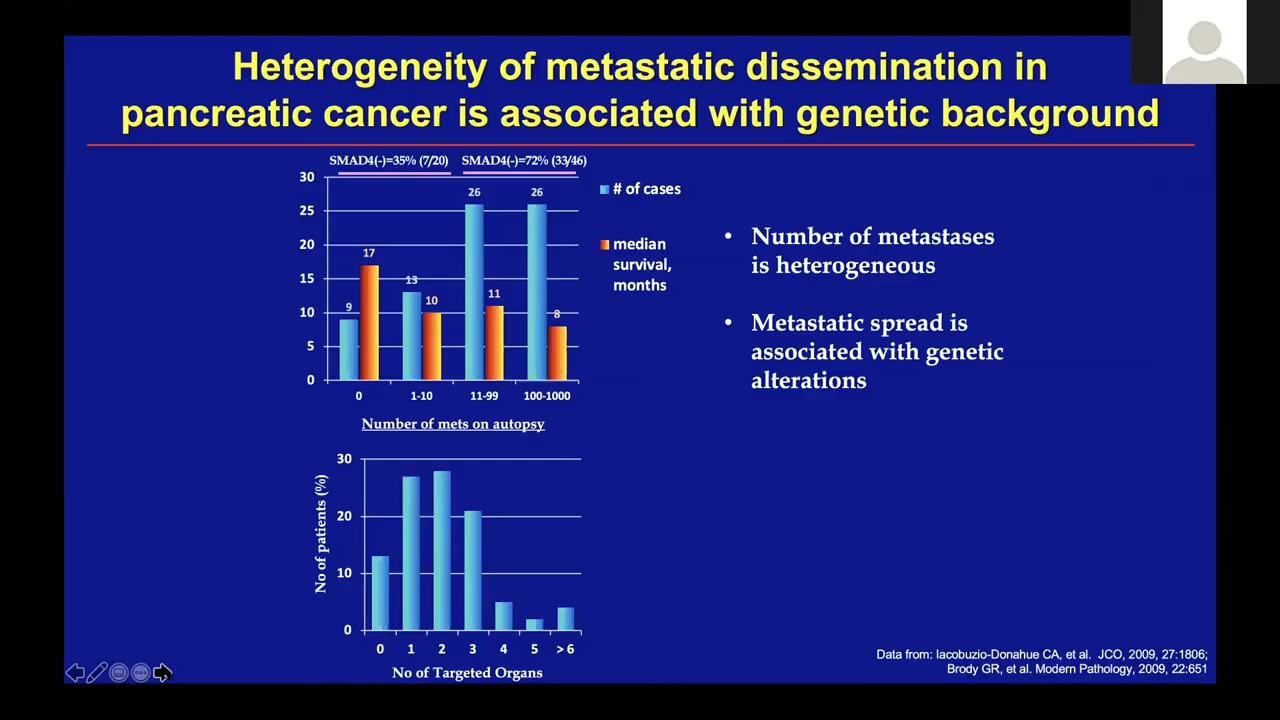 Heterogeneity of metastatic dissemination in
pancreatic cancer is associated with genetic background
SMAD4(-)=35% (7/20)
SMAD4(-)=72% (33/46)
30
25
20
15
10
5
0
9
17
13
10
26
11
26
8
0
1-10
11-99
100-1000
Number of mets on autopsy
# of cases
median
survival,
months
• Number of metastases
is heterogeneous
• Metastatic spread is
associated with genetic
alterations
No of patients (%)
30
20
10
0
0
1
2
3
4
5
> 6
No of Targeted Organs
Data from: Iacobuzio-Donahue CA, et al. JCO, 2009, 27:1806;
Brody GR, et al. Modern Pathology, 2009, 22:651